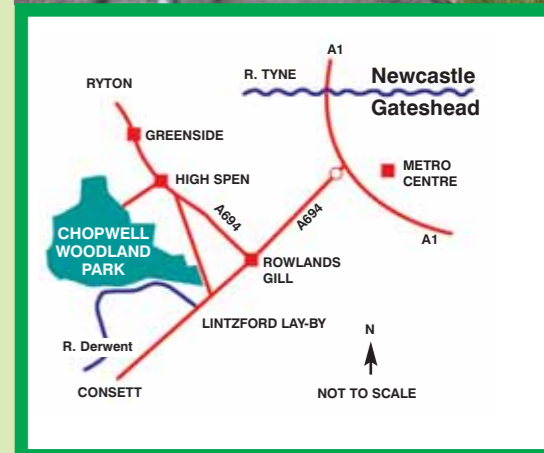 A1
R. TYNE
Newcastle
Gateshead
RYTON
GREENSIDE
METRO
CENTRE
HIGH SPEN
A694
A694
A1
CHOPWELL
WOODLAND
PARK
ROWLANDS
GILL
LINTZFORD LAY-BY
R. Derwent
N
CONSETT
NOT TO SCALE